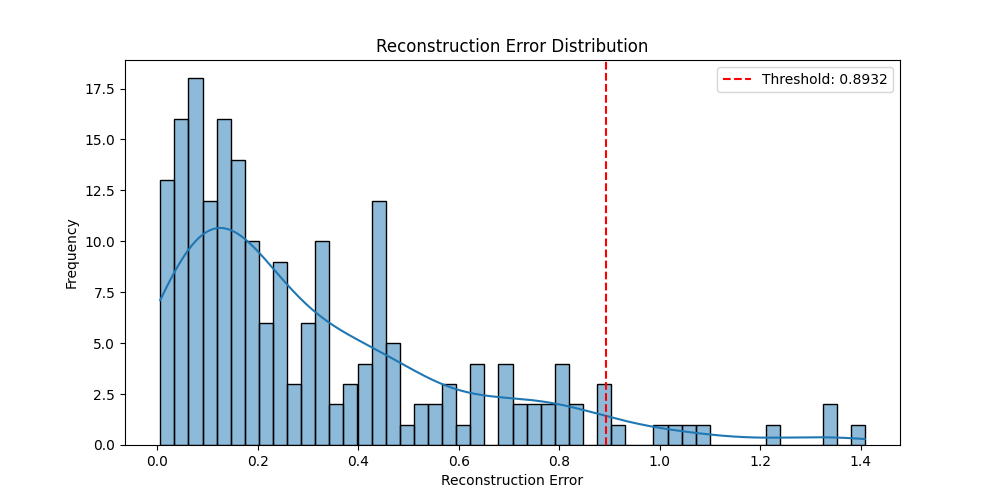 Reconstruction Error Distribution
Threshold: 0.8932
Frequency
17.5
15.0
12.5
10.0
7.5
5.0
2.5
0.0
0.0 0.2 0.4 0.6 0.8 1.0 1.2 1.4
Reconstruction Error